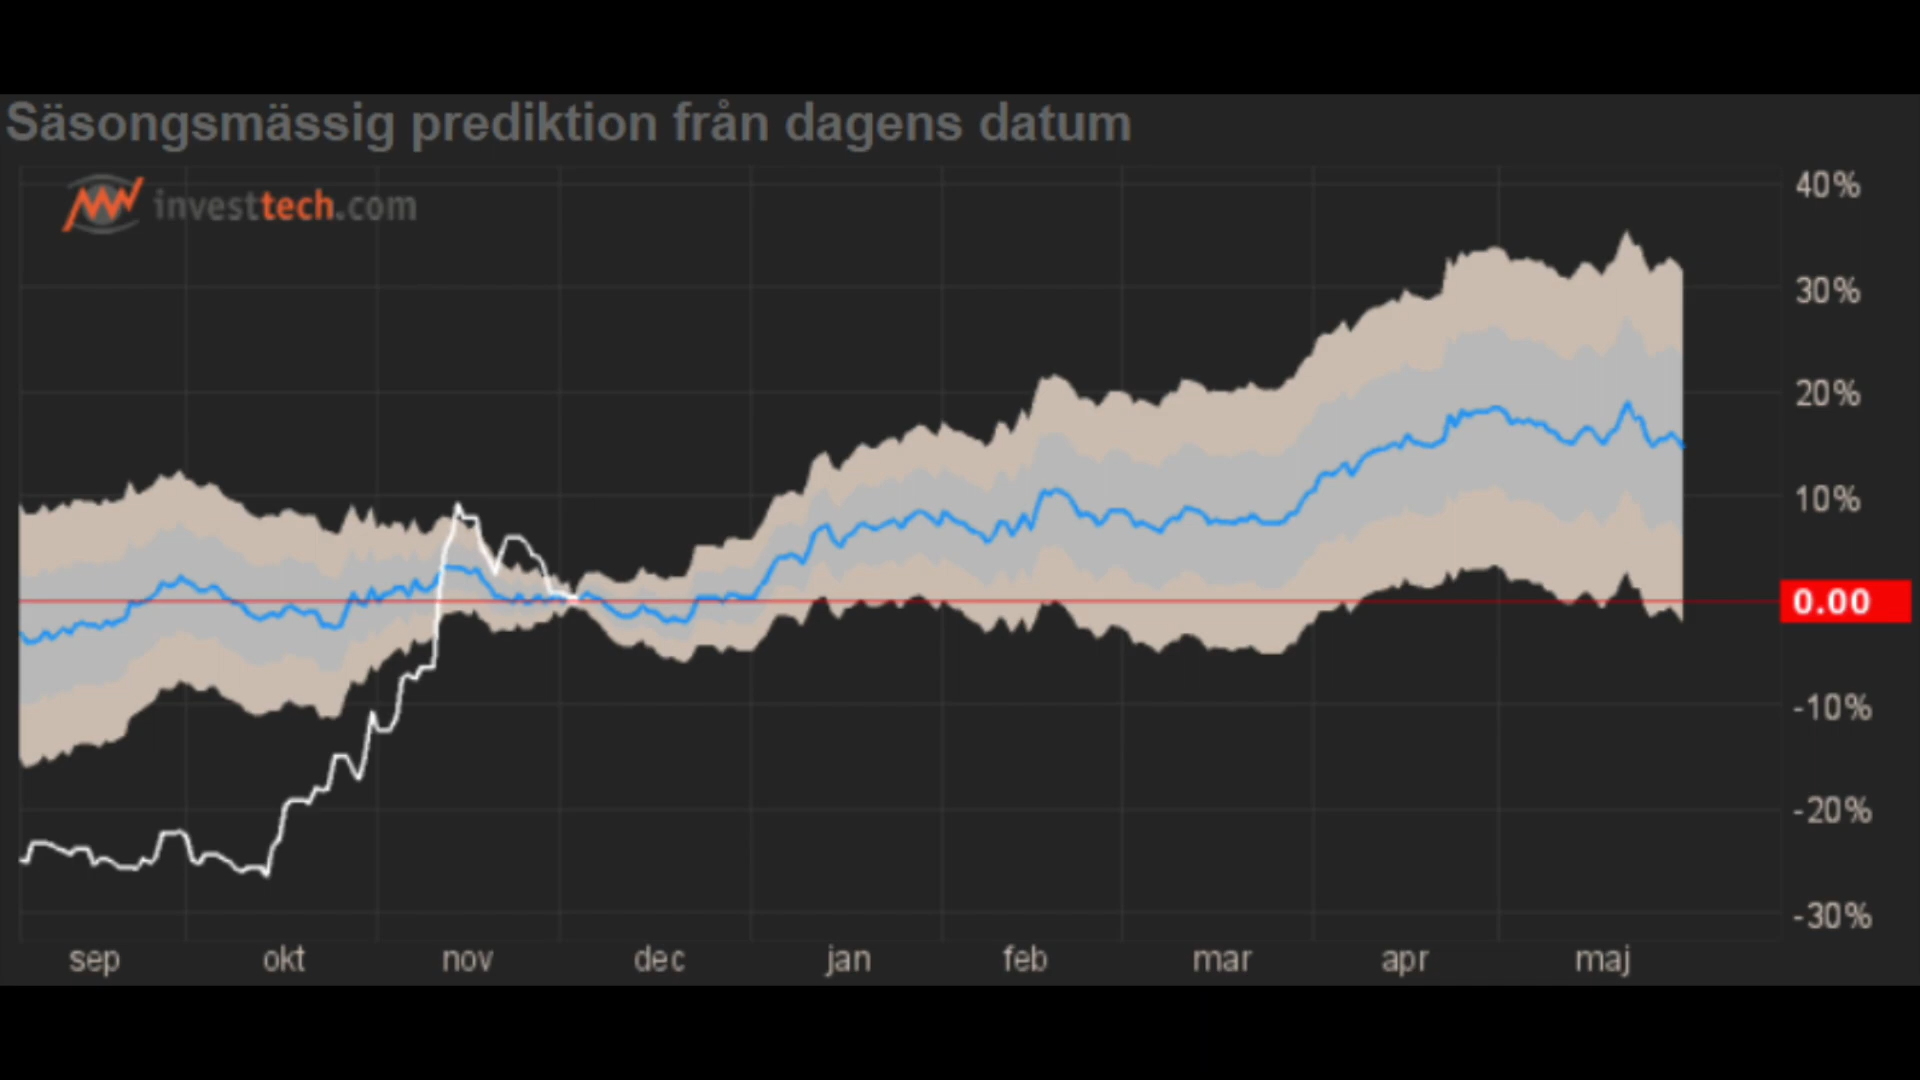 Säsongsmässig prediktion från dagens datum
investtech.com
40%
30%
20%
10%
0.00
-10%
-20%
-30%
sep okt nov dec jan feb mar apr maj